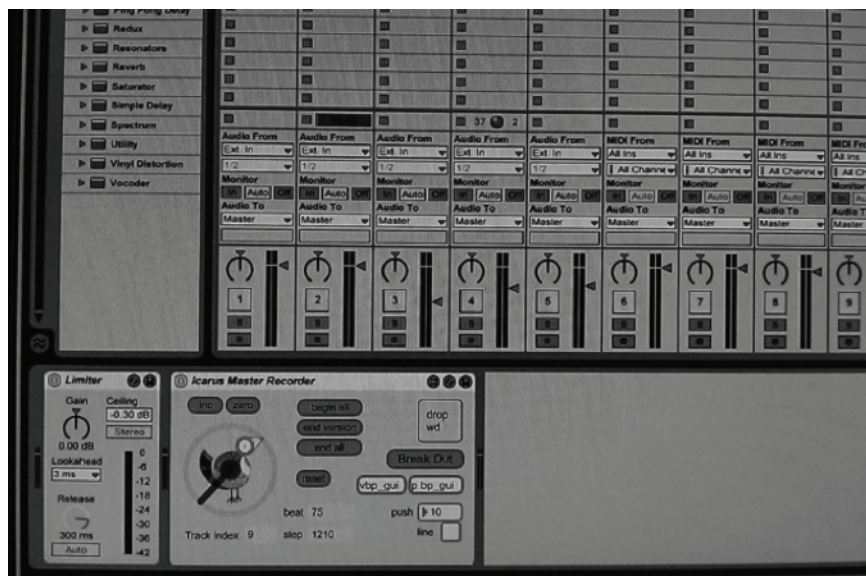 Ping Pong Delay
Redux
Resonators
Reverb
Saturator
Simple Delay
Spectrum
Utility
Vinyl Distortion
Vocoder
37 2
Audio From Audio From Audio From Audio From Audio From MIDI From MIDI From MIDI From MIDI Fro
Ext. In Ext. In Ext. In Ext. In Ext. In All Ins All Ins All Ins All Ins
1/2 1/2 1/2 1/2 1/2 All Channe All Channe All Channe All Ch
Monitor Monitor Monitor Monitor Monitor Monitor Monitor Monitor Monitor
In Auto Off In Auto Off In Auto Off In Auto Off In Auto Off In Auto Off In Auto Off In Auto Off In Auto
Audio To Audio To Audio To Audio To Audio To Audio To Audio To Audio To Audio To
Master Master Master Master Master Master Master Master Master
1 2 3 4 5 6 7 8 9
S S S S S S S S S
Limiter
Gain Ceiling
-0.30 dB
Stereo
0.00 dB
Lookahead
3 ms
Release
300 ms
Auto
0
-6
-12
-18
-24
-30
-36
-42
Icarus Master Recorder
inc zero
begin all
end version
end all
reset
drop
wd
Break Out
vbp_gui p bp_gui
beat 75
push 10
Track Index 9
step 1210
line